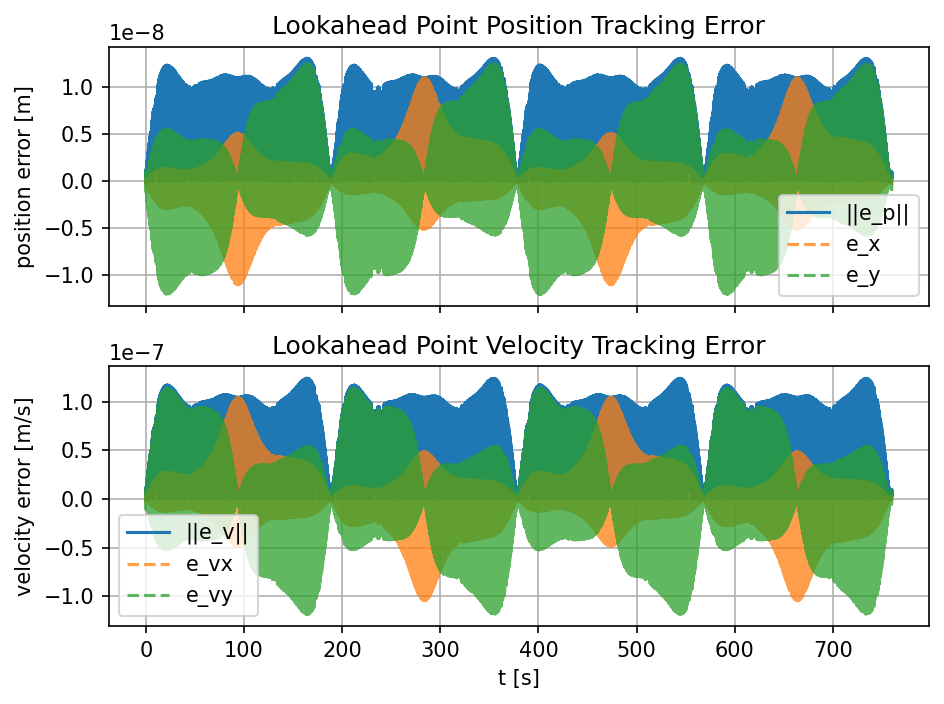 Lookahead Point Position Tracking Error
1e−8
1.0
0.5
0.0
−0.5
−1.0
position error [m]
||e_p||
e_x
e_y
Lookahead Point Velocity Tracking Error
1e−7
1.0
0.5
0.0
−0.5
−1.0
velocity error [m/s]
||e_v||
e_vx
e_vy
0 100 200 300 400 500 600 700
t [s]